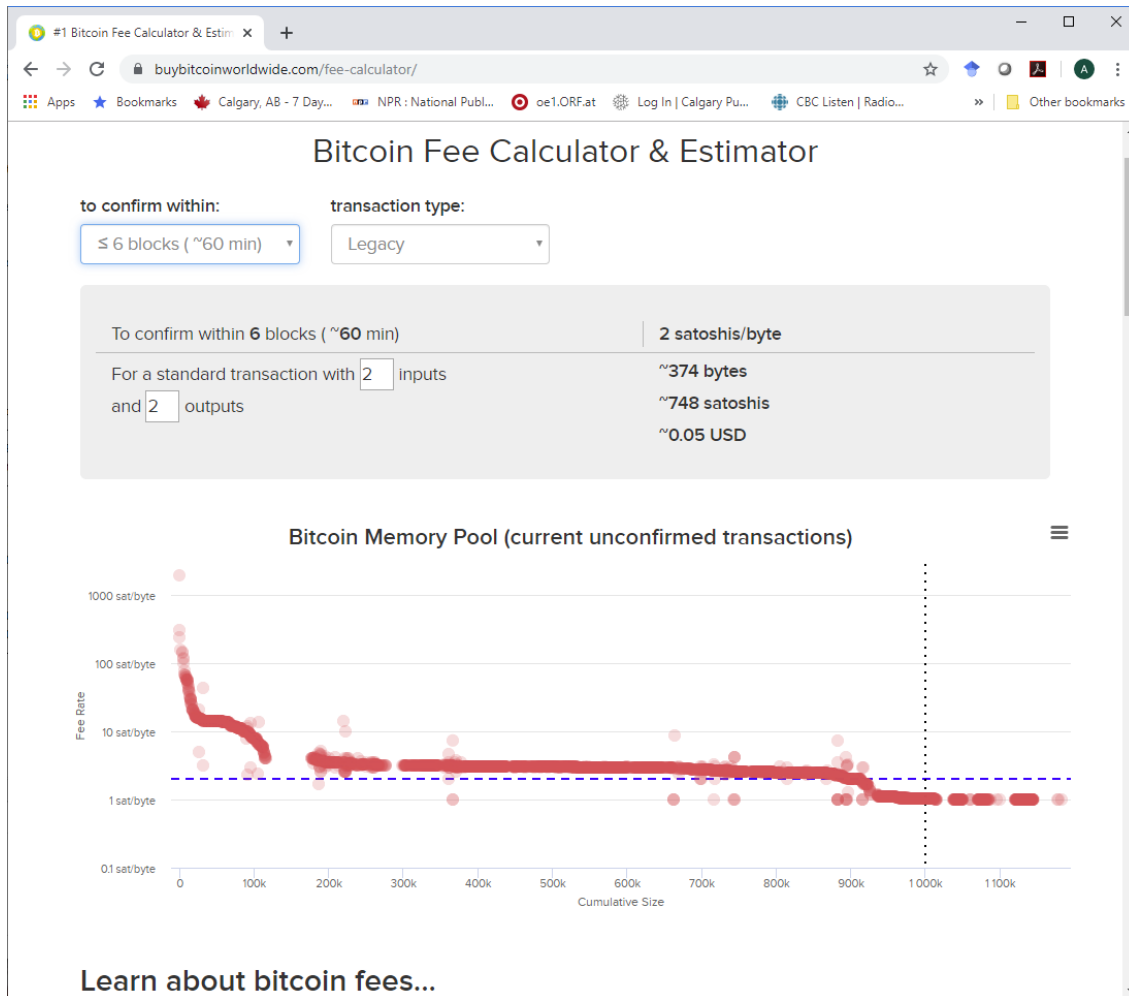 #1 Bitcoin Fee Calculator & Estim
buybitcoinworldwide.com/fee-calculator/
A
Apps Bookmarks Calgary, AB - 7 Day... NPR : National Publ... oe1.ORF.at Log In | Calgary Pu... CBC Listen | Radio... » Other bookmarks
Bitcoin Fee Calculator & Estimator
to confirm within: transaction type:
≤ 6 blocks ( ~60 min) Legacy
To confirm within 6 blocks ( ~60 min) 2 satoshis/byte
For a standard transaction with 2 inputs ~374 bytes
and 2 outputs ~748 satoshis
~0.05 USD
Bitcoin Memory Pool (current unconfirmed transactions)
1000 sat/byte
100 sat/byte
10 sat/byte
1 sat/byte
0.1 sat/byte
Fee Rate
0 100k 200k 300k 400k 500k 600k 700k 800k 900k 1 000k 1 100k
Cumulative Size
Learn about bitcoin fees...